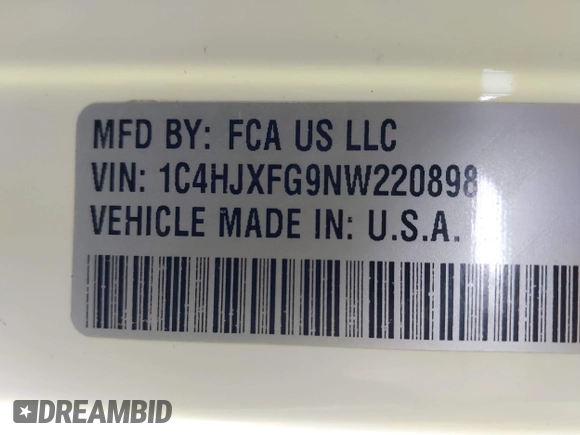 MFD BY: FCA US LLC
VIN: 1C4HJXFG9NW220898
VEHICLE MADE IN: U.S.A.
DREAMBID